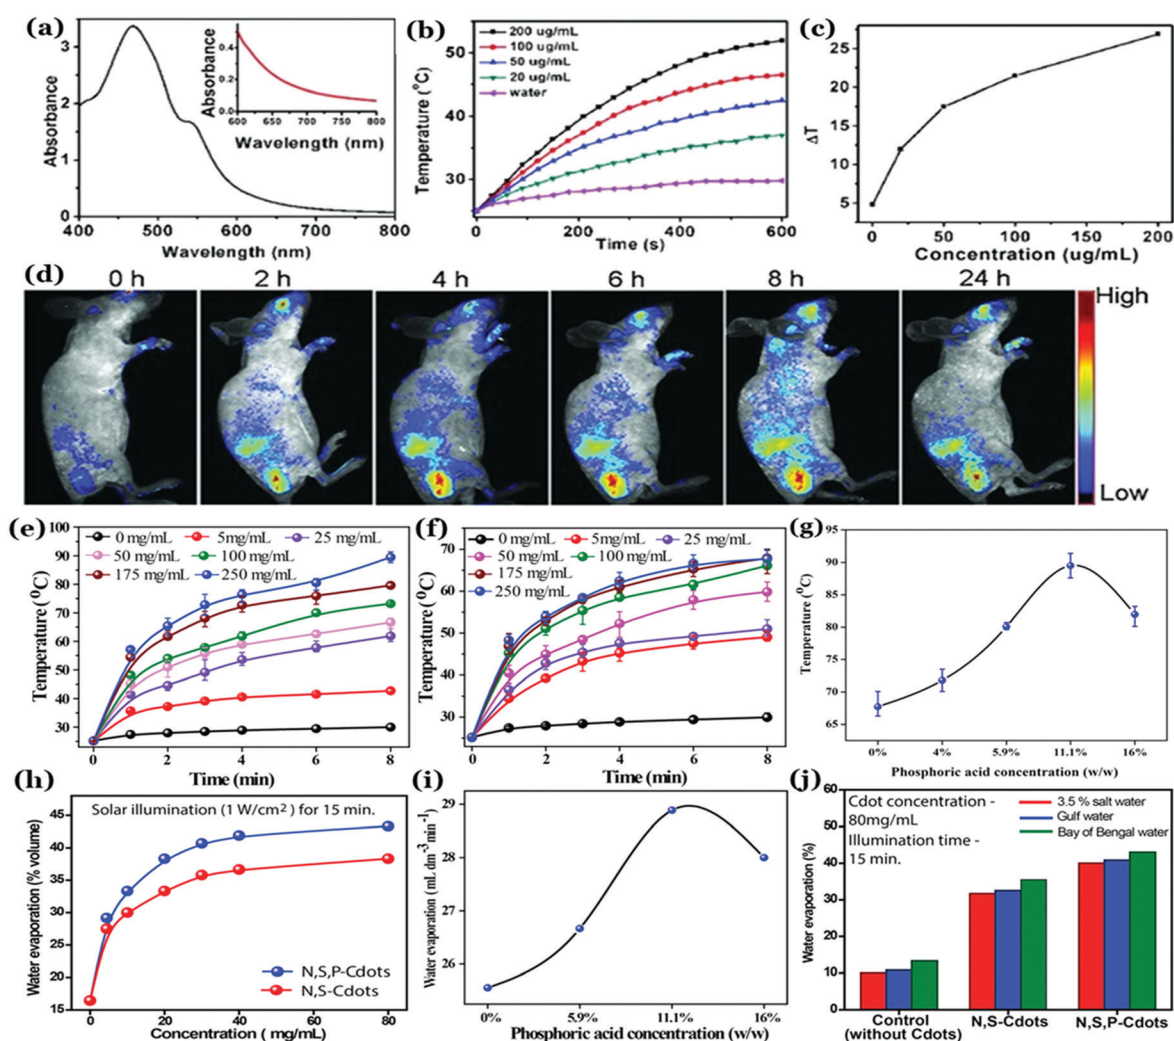 (a)
3
2
1
0
Absorbance
400
500
600
700
800
Wavelength (nm)
0.4
0.2
0.0
Absorbance
600
650
700
750
800
Wavelength (nm)
(b)
200 ug/mL
100 ug/mL
50 ug/mL
20 ug/mL
water
50
40
30
Temperature (°C)
0
200
400
600
Time (s)
(c)
25
20
15
10
5
ΔT
0
50
100
150
200
Concentration (ug/mL)
(d)
0 h
2 h
4 h
6 h
8 h
24 h
High
Low
(e)
0 mg/mL
5mg/mL
25 mg/mL
50 mg/mL
100 mg/mL
175 mg/mL
250 mg/mL
100
90
80
70
60
50
40
30
Temperature (°C)
0
2
4
6
8
Time (min)
(f)
0 mg/mL
5mg/mL
25 mg/mL
50 mg/mL
100 mg/mL
175 mg/mL
250 mg/mL
70
60
50
40
30
Temperature (°C)
0
2
4
6
8
Time (min)
(g)
95
90
85
80
75
70
65
Temperature (°C)
0%
4%
5.9%
11.1%
16%
Phosphoric acid concentration (w/w)
(h)
Solar illumination (1 W/cm²) for 15 min.
45
40
35
30
25
20
15
Water evaporation (% volume)
N,S,P-Cdots
N,S-Cdots
0
20
40
60
80
Concentration ( mg/mL)
(i)
29
28
27
26
Water evaporation ( mL dm⁻³ min⁻¹)
0%
5.9%
11.1%
16%
Phosphoric acid concentration (w/w)
(j)
Cdot concentration -
80mg/mL
Illumination time -
15 min.
3.5 % salt water
Gulf water
Bay of Bengal water
60
50
40
30
20
10
0
Water evaporation (%)
Control
(without Cdots)
N,S-Cdots
N,S,P-Cdots